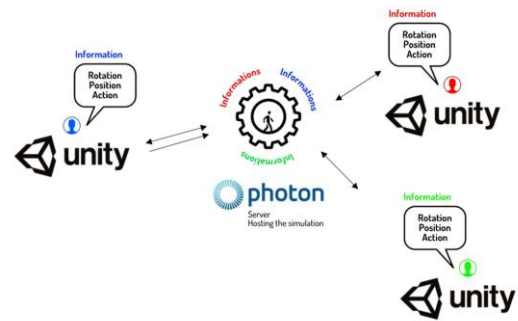 Information
Rotation
Position
Action
unity
Informations
Informations
Informations
photon
Server
Hosting the simulation
Information
Rotation
Position
Action
unity
Information
Rotation
Position
Action
unity